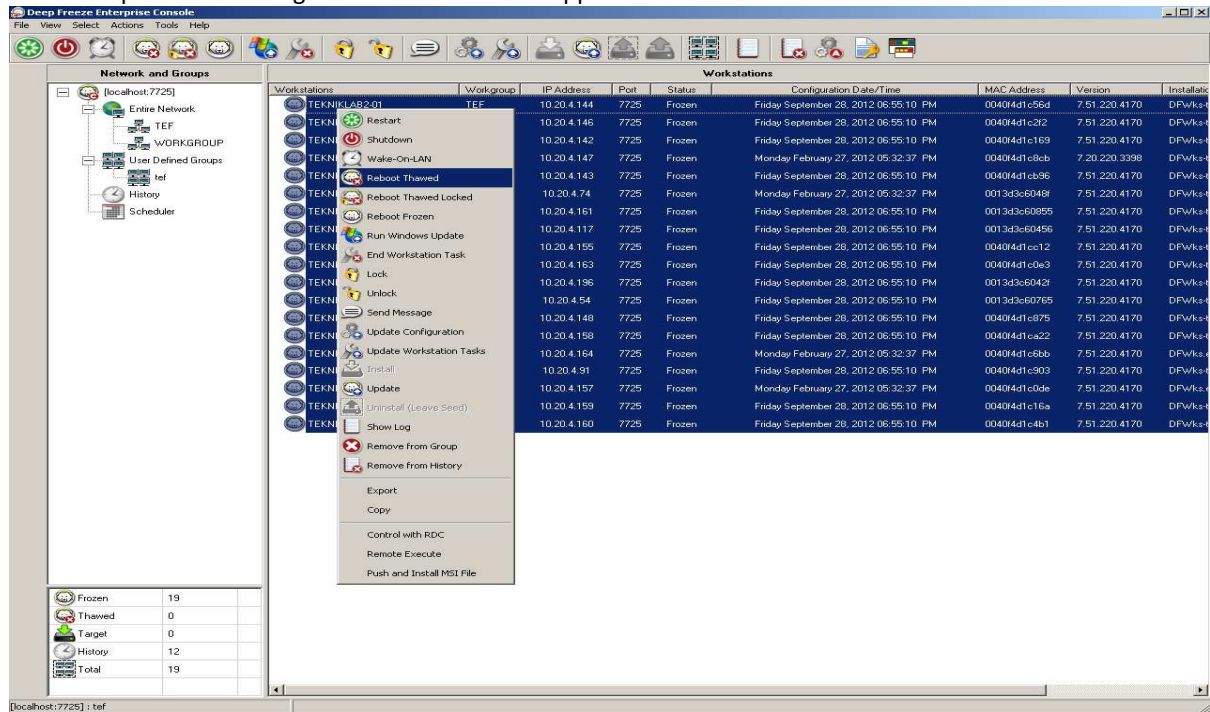 Deep Freeze Enterprise Console
File View Select Actions Tools Help
Network and Groups
Workstations
[localhost:7725]
Entire Network
TEF
WORKGROUP
User Defined Groups
tef
History
Scheduler
Workstations Workgroup IP Address Port Status Configuration Date/Time MAC Address Version
TEKNIKLAB2-01 TEF 10.20.4.144 7725 Frozen Friday September 28, 2012 06:55:10 PM 0040f4d1c56d 7.51.220.4170
TEKNI 10.20.4.146 7725 Frozen Friday September 28, 2012 06:55:10 PM 0040f4d1c2f2 7.51.220.4170
TEKNI 10.20.4.142 7725 Frozen Friday September 28, 2012 06:55:10 PM 0040f4d1c169 7.51.220.4170
TEKNI 10.20.4.147 7725 Frozen Monday February 27, 2012 05:32:37 PM 0040f4d1c8cb 7.20.220.3398
TEKNI 10.20.4.143 7725 Frozen Friday September 28, 2012 06:55:10 PM 0040f4d1cb96 7.51.220.4170
TEKNI 10.20.4.74 7725 Frozen Monday February 27, 2012 05:32:37 PM 0013d3c6048f 7.51.220.4170
TEKNI 10.20.4.161 7725 Frozen Friday September 28, 2012 06:55:10 PM 0013d3c60855 7.51.220.4170
TEKNI 10.20.4.117 7725 Frozen Friday September 28, 2012 06:55:10 PM 0013d3c60456 7.51.220.4170
TEKNI 10.20.4.155 7725 Frozen Friday September 28, 2012 06:55:10 PM 0040f4d1cc12 7.51.220.4170
TEKNI 10.20.4.163 7725 Frozen Friday September 28, 2012 06:55:10 PM 0040f4d1c0e3 7.51.220.4170
TEKNI 10.20.4.196 7725 Frozen Friday September 28, 2012 06:55:10 PM 0013d3c6042f 7.51.220.4170
TEKNI 10.20.4.54 7725 Frozen Friday September 28, 2012 06:55:10 PM 0013d3c60765 7.51.220.4170
TEKNI 10.20.4.148 7725 Frozen Friday September 28, 2012 06:55:10 PM 0040f4d1c875 7.51.220.4170
TEKNI 10.20.4.158 7725 Frozen Friday September 28, 2012 06:55:10 PM 0040f4d1ca22 7.51.220.4170
TEKNI 10.20.4.164 7725 Frozen Monday February 27, 2012 05:32:37 PM 0040f4d1c6bb 7.51.220.4170
TEKNI 10.20.4.91 7725 Frozen Friday September 28, 2012 06:55:10 PM 0040f4d1c903 7.51.220.4170
TEKNI 10.20.4.157 7725 Frozen Monday February 27, 2012 05:32:37 PM 0040f4d1c0de 7.51.220.4170
TEKNI 10.20.4.159 7725 Frozen Friday September 28, 2012 06:55:10 PM 0040f4d1c16a 7.51.220.4170
TEKNI 10.20.4.160 7725 Frozen Friday September 28, 2012 06:55:10 PM 0040f4d1c4b1 7.51.220.4170
Restart
Shutdown
Wake-On-LAN
Reboot Thawed
Reboot Thawed Locked
Reboot Frozen
Run Windows Update
End Workstation Task
Lock
Unlock
Send Message
Update Configuration
Update Workstation Tasks
Install
Update
Uninstall (Leave Seed)
Show Log
Remove from Group
Remove from History
Export
Copy
Control with RDC
Remote Execute
Push and Install MSI File
Frozen 19
Thawed 0
Target 0
History 12
Total 19
[localhost:7725] : tef